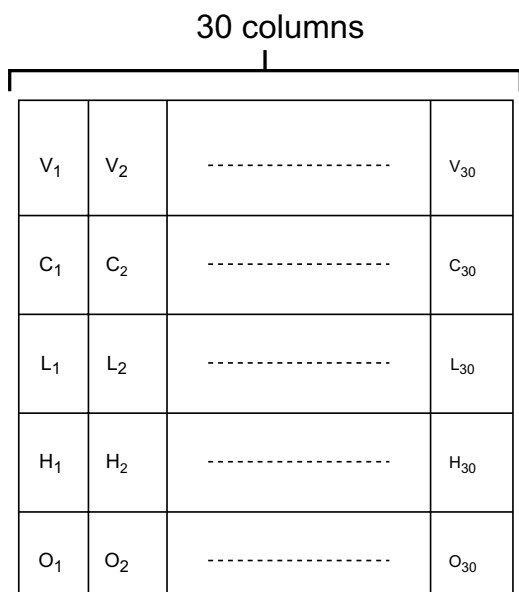 30 columns
V1 V2 V30
C1 C2 C30
L1 L2 L30
H1 H2 H30
O1 O2 O30